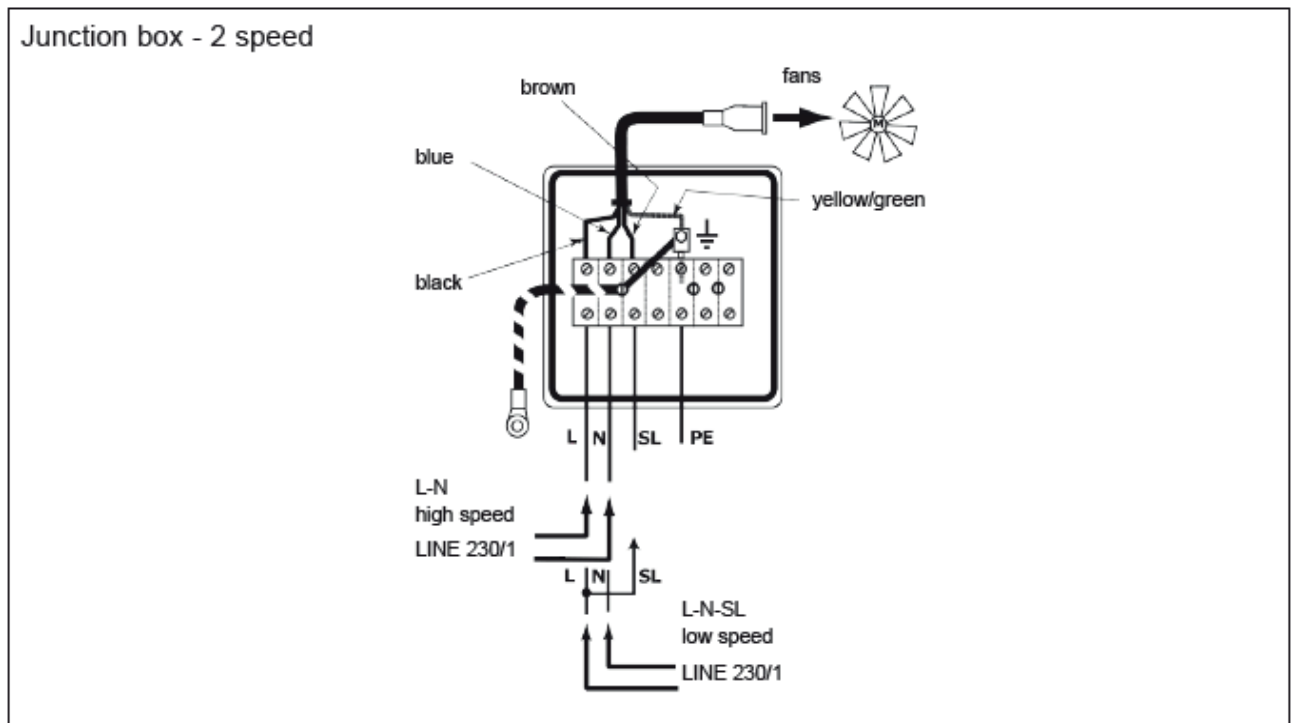 Junction box - 2 speed
fans
brown
blue
M
yellow/green
black
L N SL PE
L-N
high speed
LINE 230/1
L N SL
L-N-SL
low speed
LINE 230/1